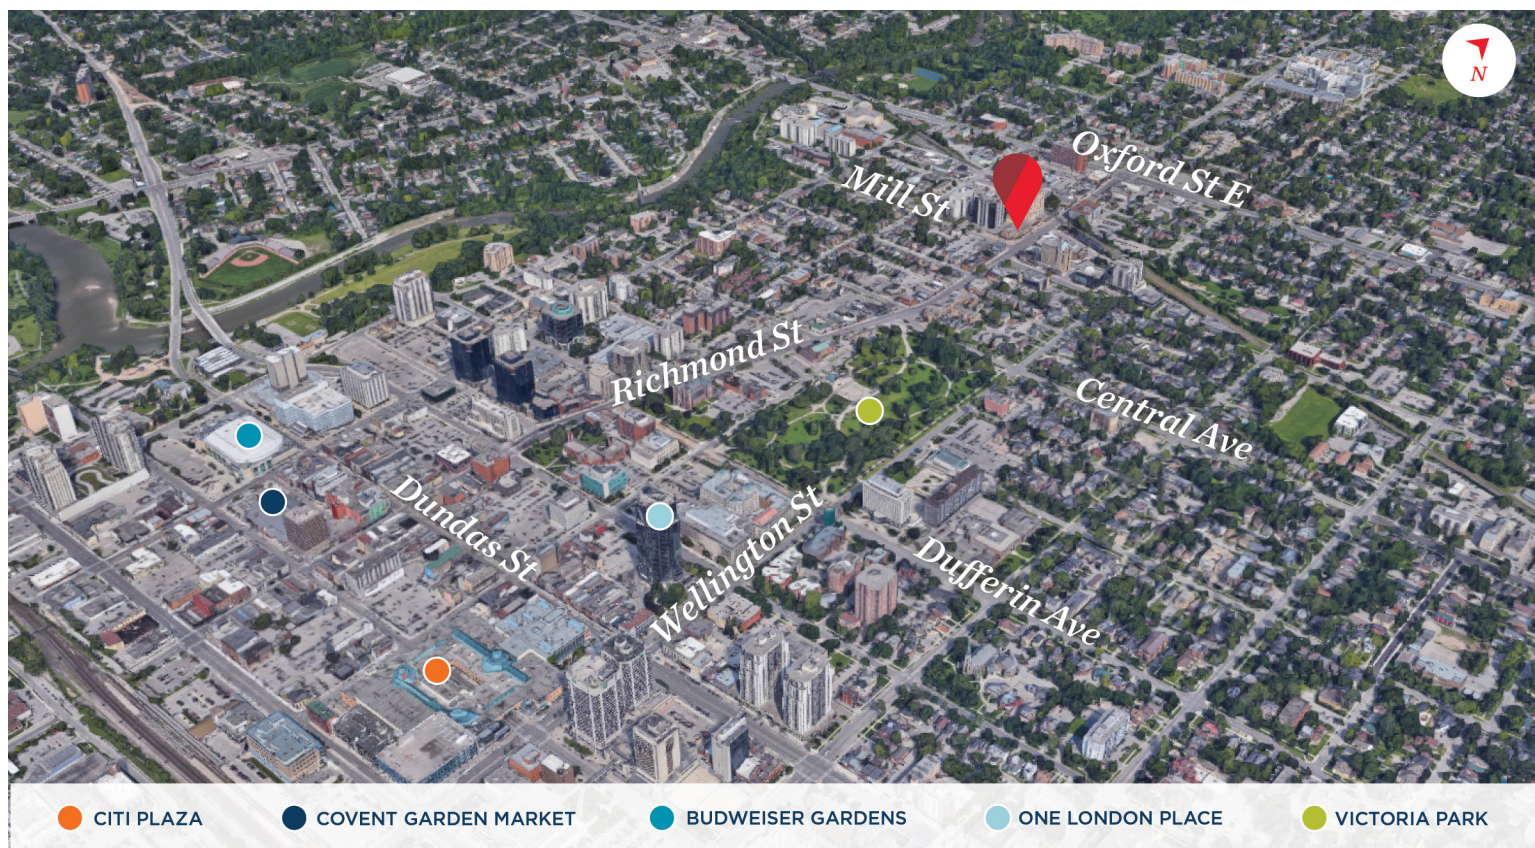 N
Oxford St E
Mill St
Richmond St
Central Ave
Dundas St
Wellington St
Dufferin Ave
CITI PLAZA
COVENT GARDEN MARKET
BUDWEISER GARDENS
ONE LONDON PLACE
VICTORIA PARK